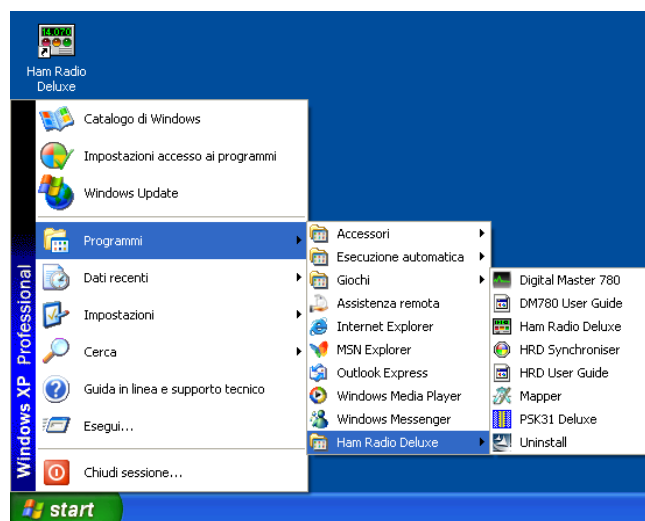 14.070
Ham Radio
Deluxe
Catalogo di Windows
Impostazioni accesso ai programmi
Windows Update
Programmi
Dati recenti
Impostazioni
Cerca
Guida in linea e supporto tecnico
Esegui...
Chiudi sessione...
Windows XP Professional
start
Accessori
Esecuzione automatica
Giochi
Assistenza remota
Internet Explorer
MSN Explorer
Outlook Express
Windows Media Player
Windows Messenger
Ham Radio Deluxe
Digital Master 780
DM780 User Guide
Ham Radio Deluxe
HRD Synchroniser
HRD User Guide
Mapper
PSK31 Deluxe
Uninstall